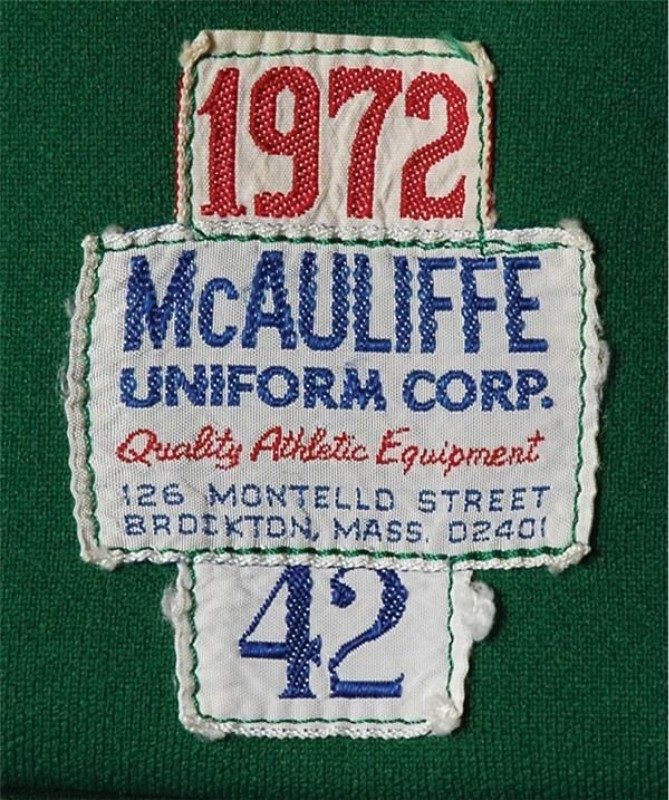 1972
McAULIFFE
UNIFORM CORP.
Quality Athletic Equipment
126 MONTELLO STREET
BROCKTON, MASS. 02401
42